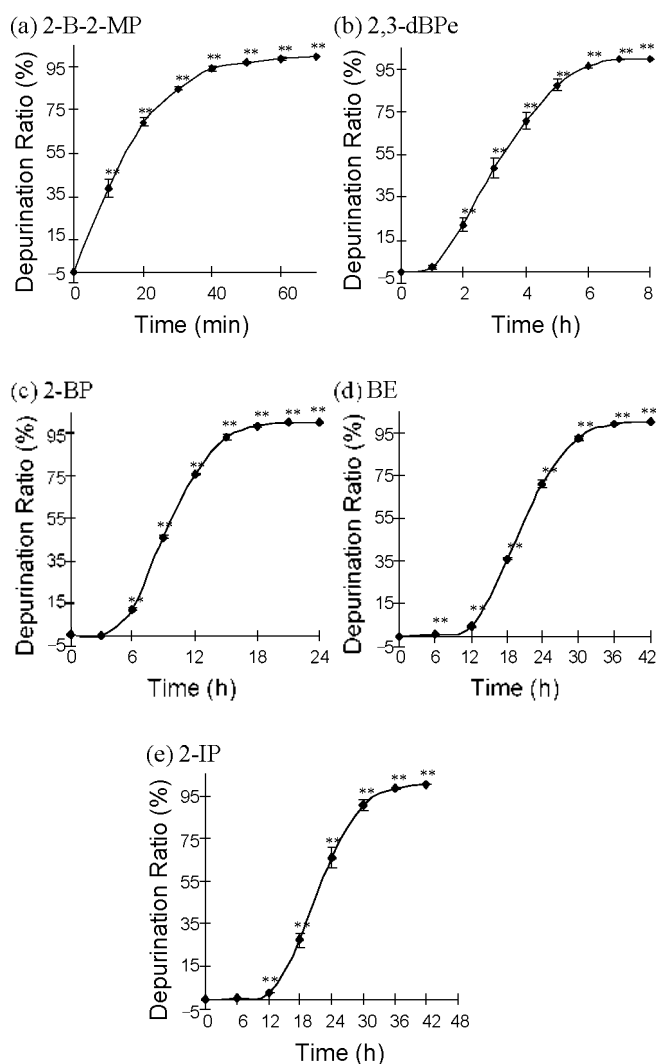 (a) 2-B-2-MP
Depurination Ratio (%)
95
75
55
35
15
−5
** ** ** ** ** ** **
0 20 40 60
Time (min)
(b) 2,3-dBPe
Depurination Ratio (%)
95
75
55
35
15
−5
** ** ** ** ** ** **
0 2 4 6 8
Time (h)
(c) 2-BP
Depurination Ratio (%)
95
75
55
35
15
−5
** ** ** ** ** ** **
0 6 12 18 24
Time (h)
(d) BE
Depurination Ratio (%)
95
75
55
35
15
−5
** ** ** ** ** ** **
0 6 12 18 24 30 36 42
Time (h)
(e) 2-IP
Depurination Ratio (%)
95
75
55
35
15
−5
** ** ** ** ** **
0 6 12 18 24 30 36 42 48
Time (h)